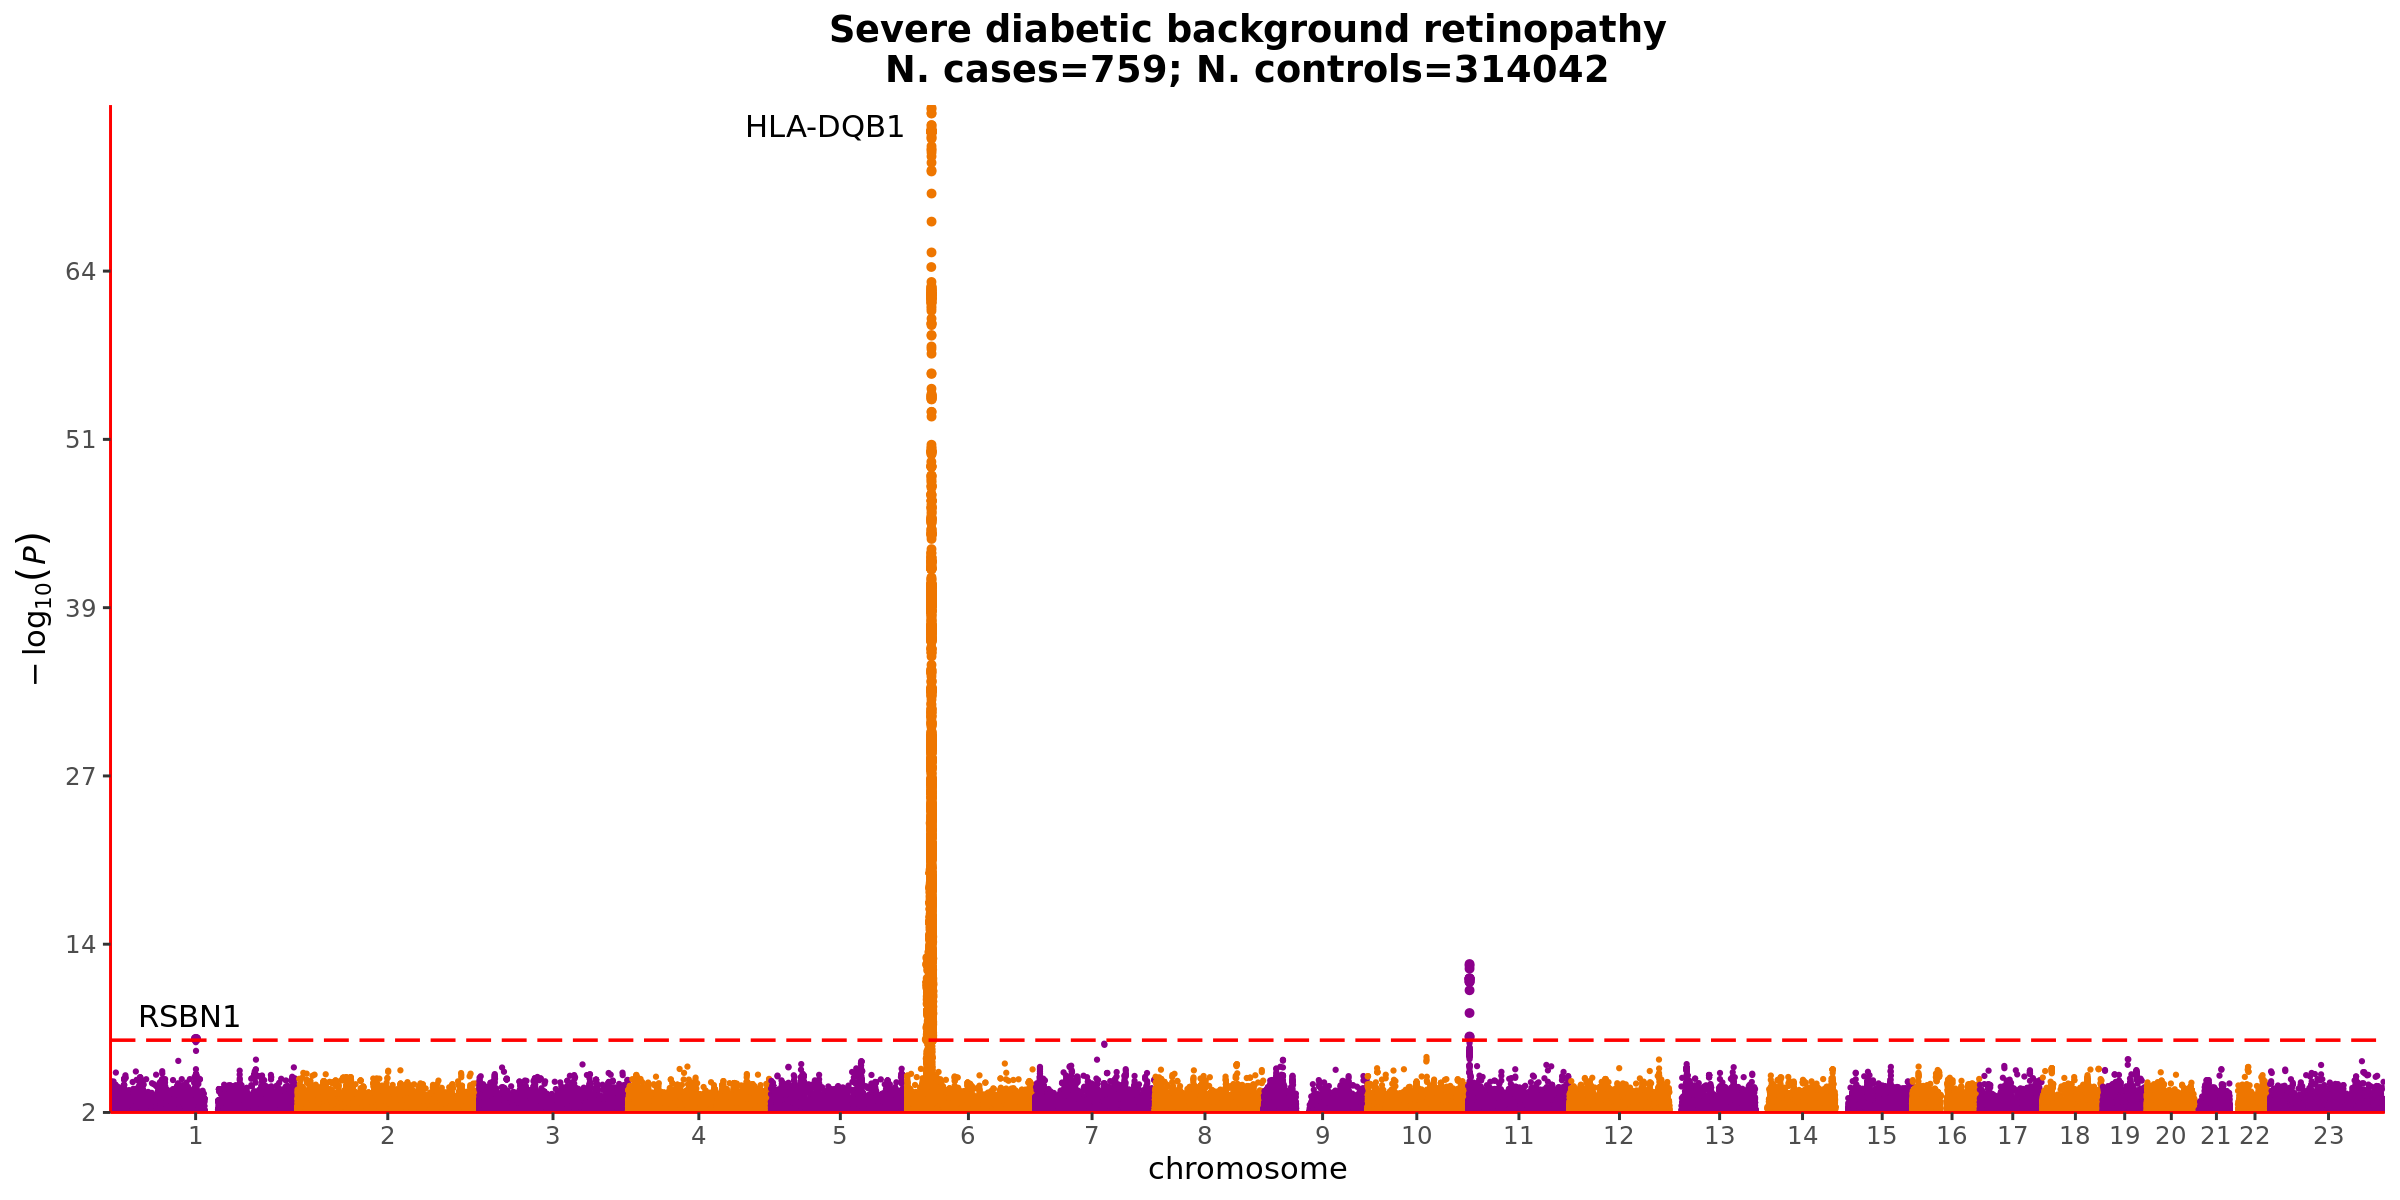 Severe diabetic background retinopathy
N. cases=759; N. controls=314042
HLA-DQB1
64
51
39
27
14
2
− log10(P)
RSBN1
1 2 3 4 5 6 7 8 9 10 11 12 13 14 15 16 17 18 19 20 21 22 23
chromosome